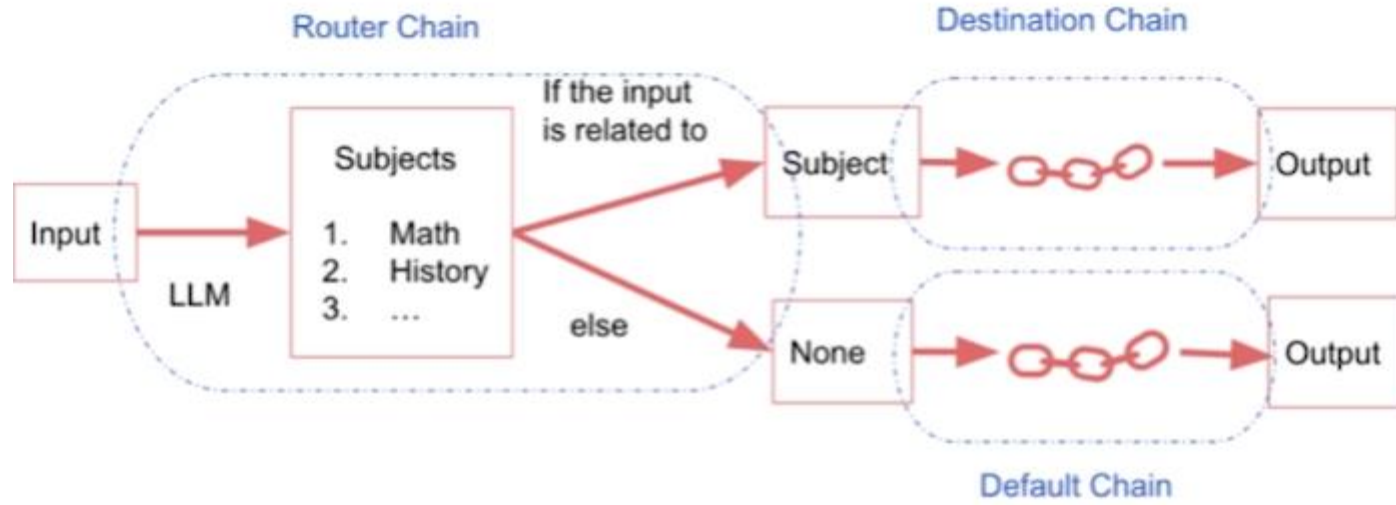 Router Chain
Destination Chain
If the input
is related to
Subjects
1. Math
2. History
3. ...
Input
LLM
else
Subject
Output
None
Output
Default Chain